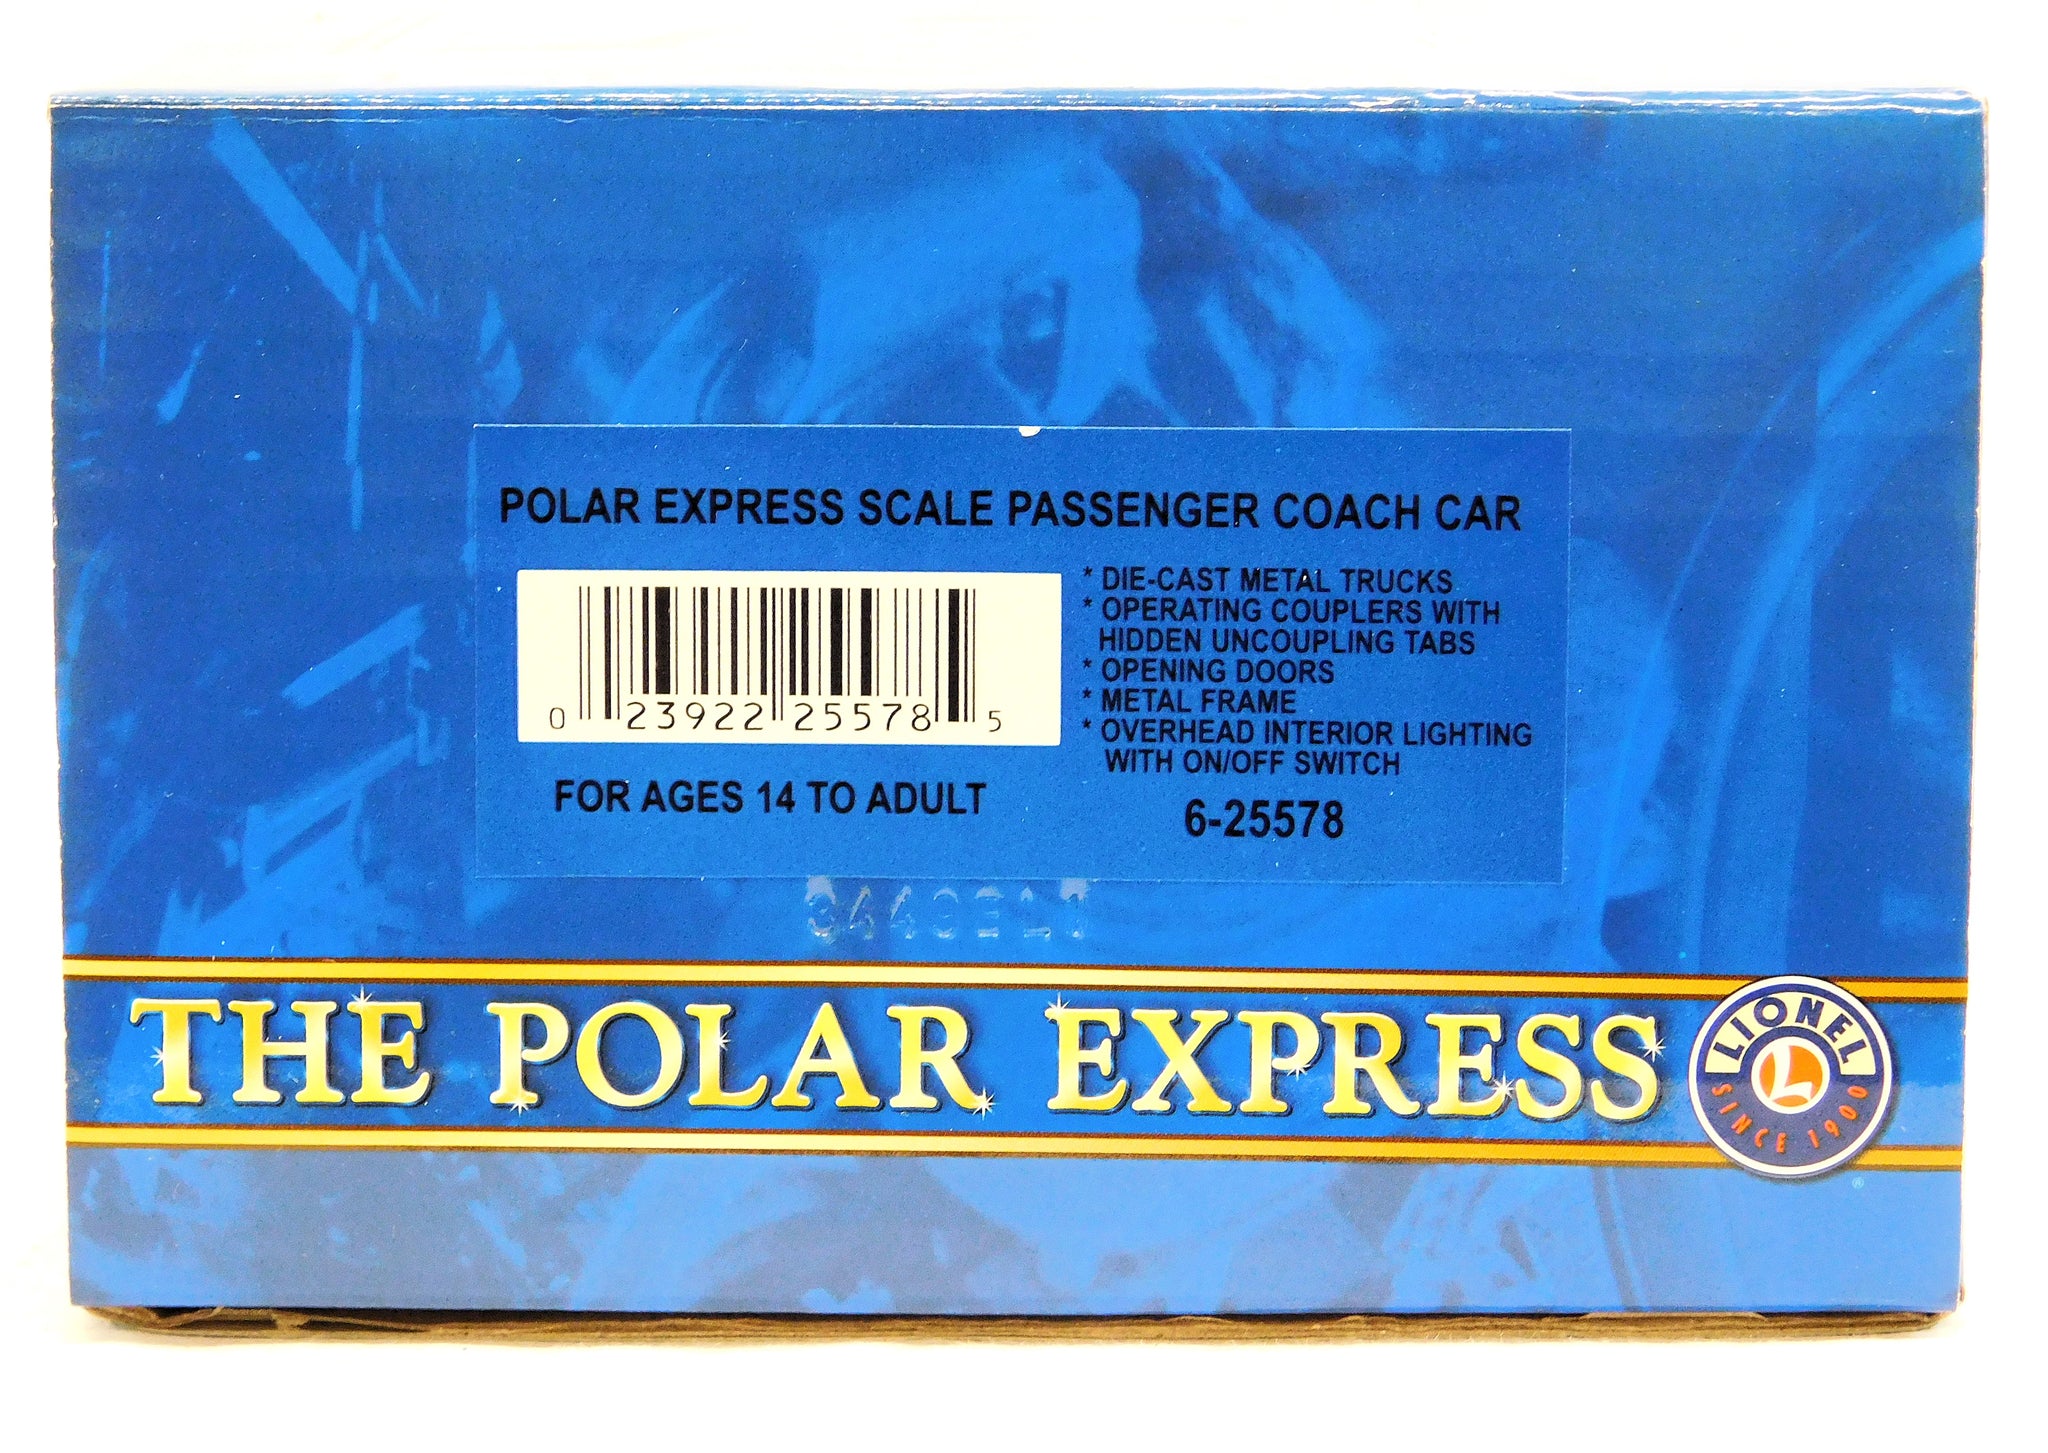 POLAR EXPRESS SCALE PASSENGER COACH CAR
* DIE-CAST METAL TRUCKS
* OPERATING COUPLERS WITH
HIDDEN UNCOUPLING TABS
* OPENING DOORS
* METAL FRAME
* OVERHEAD INTERIOR LIGHTING
WITH ON/OFF SWITCH
0 23922 25578 5
FOR AGES 14 TO ADULT
6-25578
THE POLAR EXPRESS
LIONEL
L
SINCE 1900
®